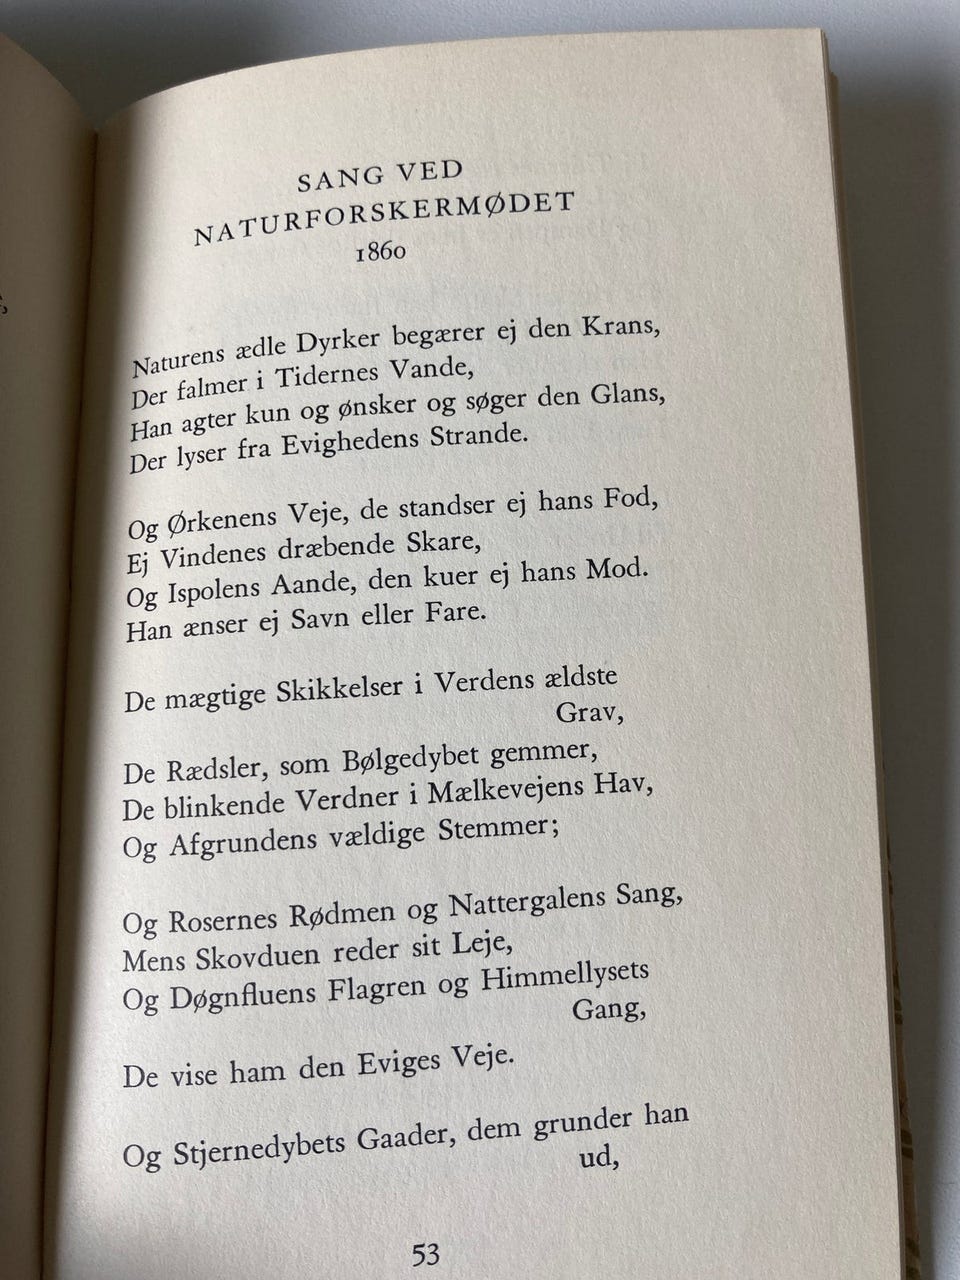 SANG VED
NATURFORSKERMØDET
1860
Naturens ædle Dyrker begærer ej den Krans,
Der falmer i Tidernes Vande,
Han agter kun og ønsker og søger den Glans,
Der lyser fra Evighedens Strande.
Og Ørkenens Veje, de standser ej hans Fod,
Ej Vindenes dræbende Skare,
Og Ispolens Aande, den kuer ej hans Mod.
Han ænser ej Savn eller Fare.
De mægtige Skikkelser i Verdens ældste
Grav,
De Rædsler, som Bølgedybet gemmer,
De blinkende Verdner i Mælkevejens Hav,
Og Afgrundens vældige Stemmer;
Og Rosernes Rødmen og Nattergalens Sang,
Mens Skovduen reder sit Leje,
Og Døgnfluens Flagren og Himmellysets
Gang,
De vise ham den Eviges Veje.
Og Stjernedybets Gaader, dem grunder han
ud,
53